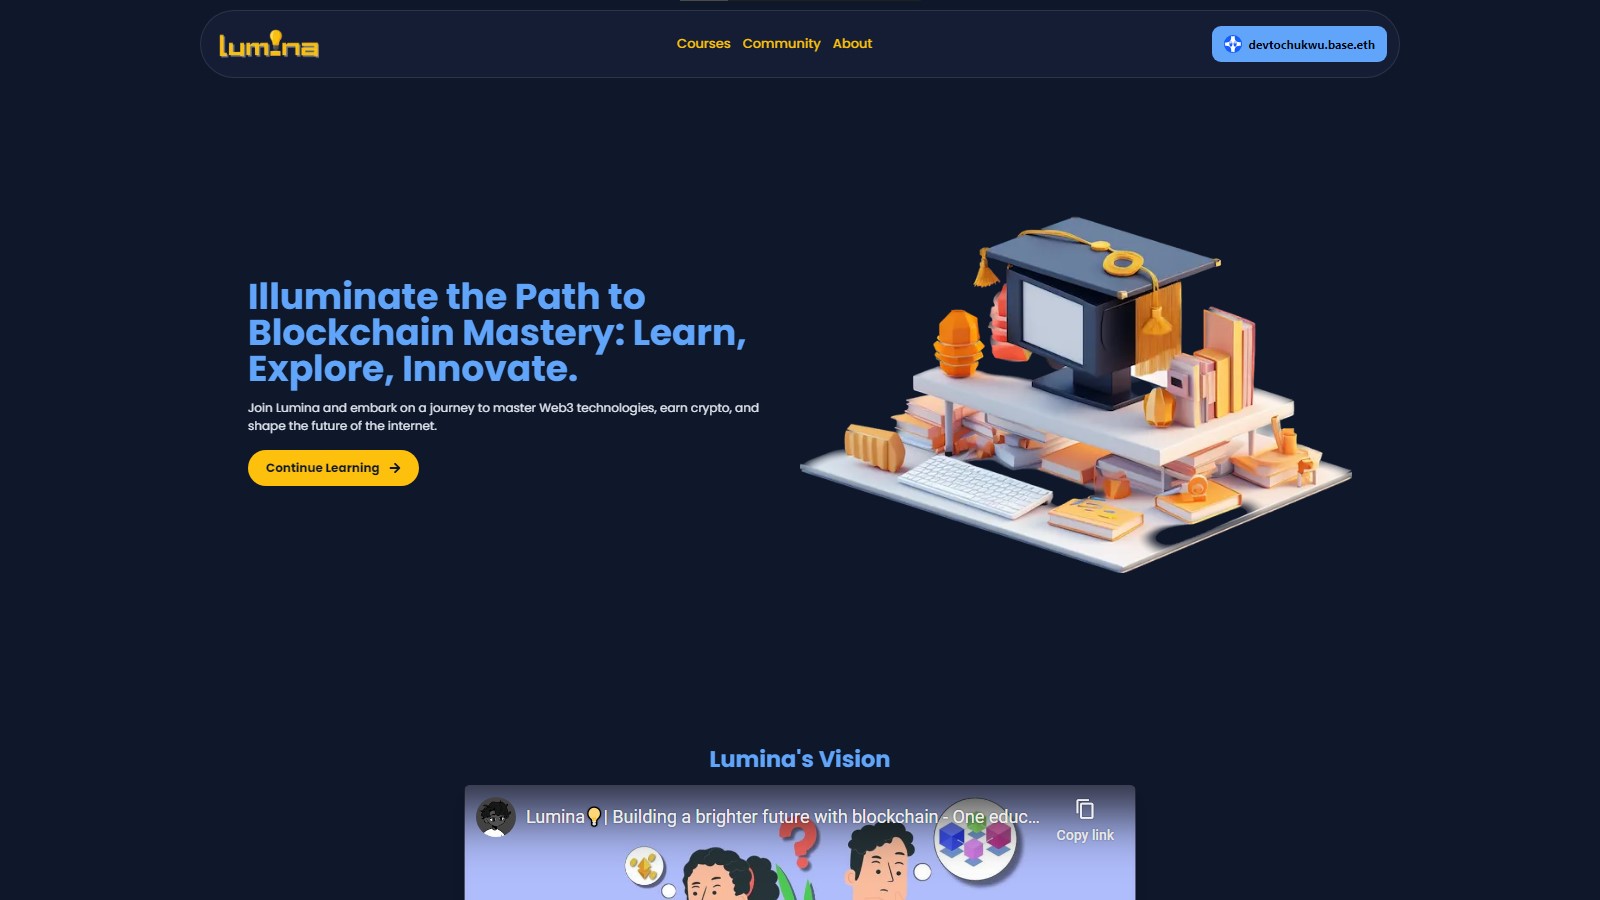 lumina
Courses Community About
devtochukwu.base.eth
Illuminate the Path to
Blockchain Mastery: Learn,
Explore, Innovate.
Join Lumina and embark on a journey to master Web3 technologies, earn crypto, and
shape the future of the internet.
Continue Learning →
Lumina's Vision
Lumina💡| Building a brighter future with blockchain - One educ...
Copy link
?